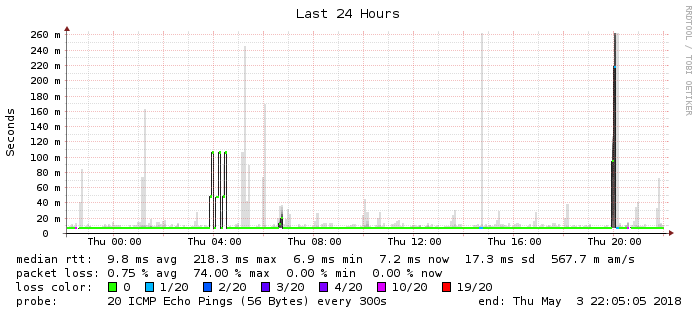 Last 24 Hours
RRDTOOL / TOBI OETIKER
Seconds
260 m
240 m
220 m
200 m
180 m
160 m
140 m
120 m
100 m
80 m
60 m
40 m
20 m
0
Thu 00:00 Thu 04:00 Thu 08:00 Thu 12:00 Thu 16:00 Thu 20:00
median rtt: 9.8 ms avg 218.3 ms max 6.9 ms min 7.2 ms now 17.3 ms sd 567.7 m am/s
packet loss: 0.75 % avg 74.00 % max 0.00 % min 0.00 % now
loss color: 0 1/20 2/20 3/20 4/20 10/20 19/20
probe: 20 ICMP Echo Pings (56 Bytes) every 300s end: Thu May 3 22:05:05 2018